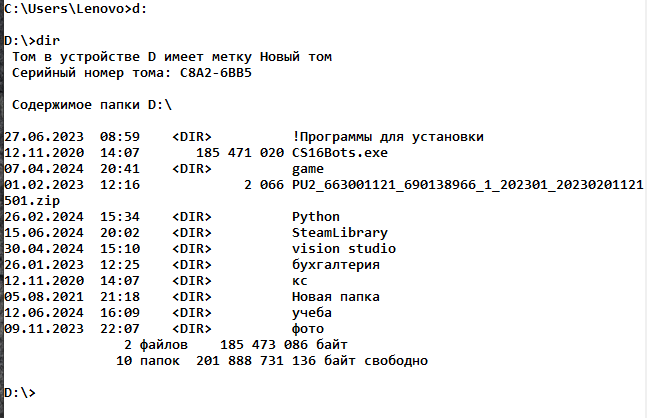 C:\Users\Lenovo>d:
D:\>dir
Том в устройстве D имеет метку Новый том
Серийный номер тома: C8A2-6BB5
Содержимое папки D:\
27.06.2023 08:59 <DIR> !Программы для установки
12.11.2020 14:07 185 471 020 CS16Bots.exe
07.04.2024 20:41 <DIR> game
01.02.2023 12:16 2 066 PU2_663001121_690138966_1_202301_20230201121
501.zip
26.02.2024 15:34 <DIR> Python
15.06.2024 20:02 <DIR> SteamLibrary
30.04.2024 15:10 <DIR> vision studio
26.01.2023 12:25 <DIR> бухгалтерия
12.11.2020 14:07 <DIR> кс
05.08.2021 21:18 <DIR> Новая папка
12.06.2024 16:09 <DIR> учеба
09.11.2023 22:07 <DIR> фото
2 файлов 185 473 086 байт
10 папок 201 888 731 136 байт свободно
D:\>